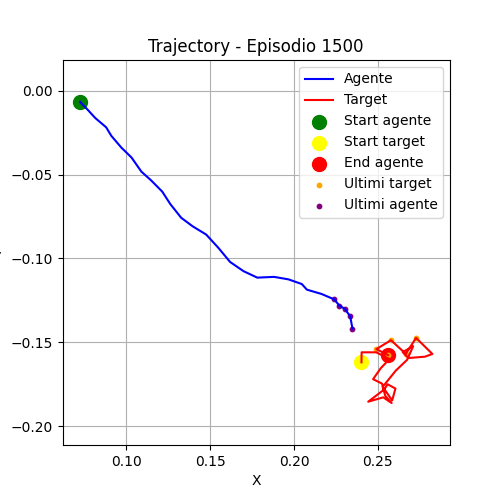 Trajectory - Episodio 1500
Agente
Target
Start agente
Start target
End agente
Ultimi target
Ultimi agente
0.00
−0.05
−0.10
−0.15
−0.20
0.10
0.15
0.20
0.25
X